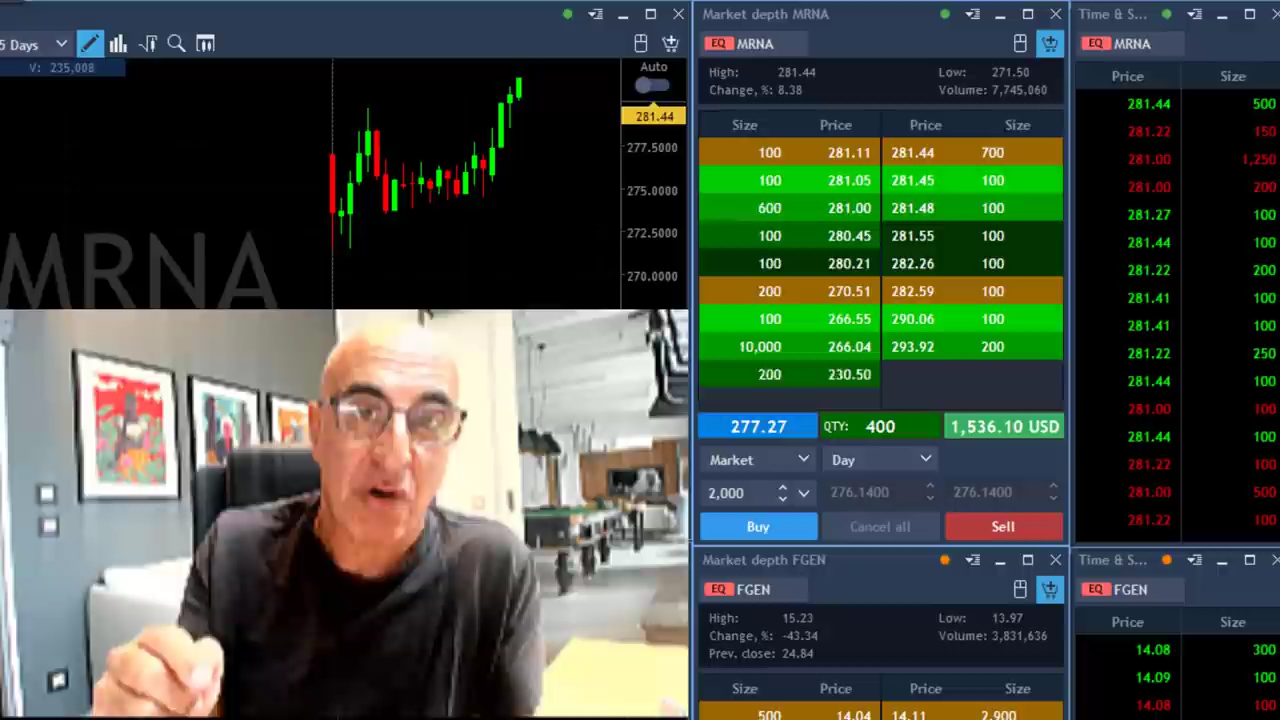 5 Days
V: 235,008
Auto
281.44
277.5000
275.0000
272.5000
270.0000
MRNA
Market depth MRNA
EQ MRNA
High: 281.44 Low: 271.50
Change, %: 8.38 Volume: 7,745,060
Size Price Price Size
100 281.11 281.44 700
100 281.05 281.45 100
600 281.00 281.48 100
100 280.45 281.55 100
100 280.21 282.26 100
200 270.51 282.59 100
100 266.55 290.06 100
10,000 266.04 293.92 200
200 230.50
277.27 QTY: 400 1,536.10 USD
Market Day
2,000 276.1400 276.1400
Buy Cancel all Sell
Market depth FGEN
EQ FGEN
High: 15.23 Low: 13.97
Change, %: -43.34 Volume: 3,831,636
Prev. close: 24.84
Size Price Price Size
500 14.04 14.11 2,900
Time & S...
EQ MRNA
Price Size
281.44 500
281.22 150
281.00 1,250
281.00 200
281.27 100
281.44 100
281.22 200
281.41 100
281.41 100
281.22 250
281.44 100
281.00 100
281.44 100
281.22 100
281.00 500
281.22 100
Time & S...
EQ FGEN
Price Size
14.08 300
14.09 100
14.08 100